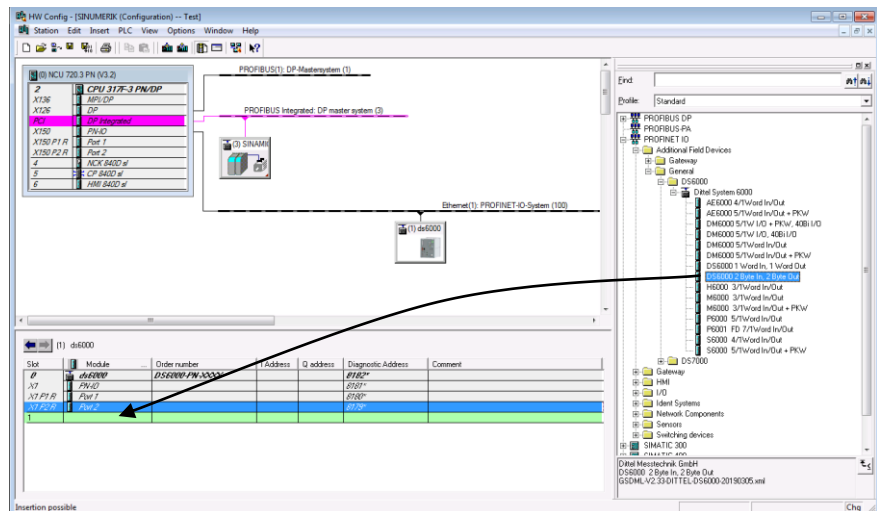 HW Config - [SINUMERIK (Configuration) -- Test]
Station Edit Insert PLC View Options Window Help
(0) NCU 720.3 PN (V3.2)
2 CPU 317F-3 PN/DP
X136 MPI/DP
X126 DP
PCI DP Integrated
X150 PN-IO
X150 P1 R Port 1
X150 P2 R Port 2
4 NCK 840D sl
5 CP 840D sl
6 HMI 840D sl
PROFIBUS(1): DP-Mastersystem (1)
PROFIBUS Integrated: DP master system (3)
(3) SINAMI
Ethernet(1): PROFINET-IO-System (100)
(1) ds6000
(1) ds6000
Slot Module ... Order number I Address Q address Diagnostic Address Comment
0 ds6000 DS6000-PN-XXXX 8182*
X1 PN-IO 8181*
X1 P1 R Port 1 8180*
X1 P2 R Port 2 8179*
1
Find:
Profile: Standard
PROFIBUS DP
PROFIBUS-PA
PROFINET IO
Additional Field Devices
Gateway
General
DS6000
Dittel System 6000
AE6000 4/1Word In/Out
AE6000 5/1Word In/Out + PKW
DM6000 5/1W I/O + PKW, 40Bi I/O
DM6000 5/1W I/O, 40Bi I/O
DM6000 5/1Word In/Out
DM6000 5/1Word In/Out + PKW
DS6000 1 Word In, 1 Word Out
DS6000 2 Byte In, 2 Byte Out
H6000 3/1Word In/Out
M6000 3/1Word In/Out
M6000 3/1Word In/Out + PKW
P6000 5/1Word In/Out
P6001 FD 7/1Word In/Out
S6000 4/1Word In/Out
S6000 5/1Word In/Out + PKW
DS7000
Gateway
HMI
I/O
Ident Systems
Network Components
Sensors
Switching devices
SIMATIC 300
SIMATIC 400
Dittel Messtechnik GmbH
DS6000 2 Byte In, 2 Byte Out
GSDML-V2.33-DITTEL-DS6000-20190305.xml
Insertion possible
Chg